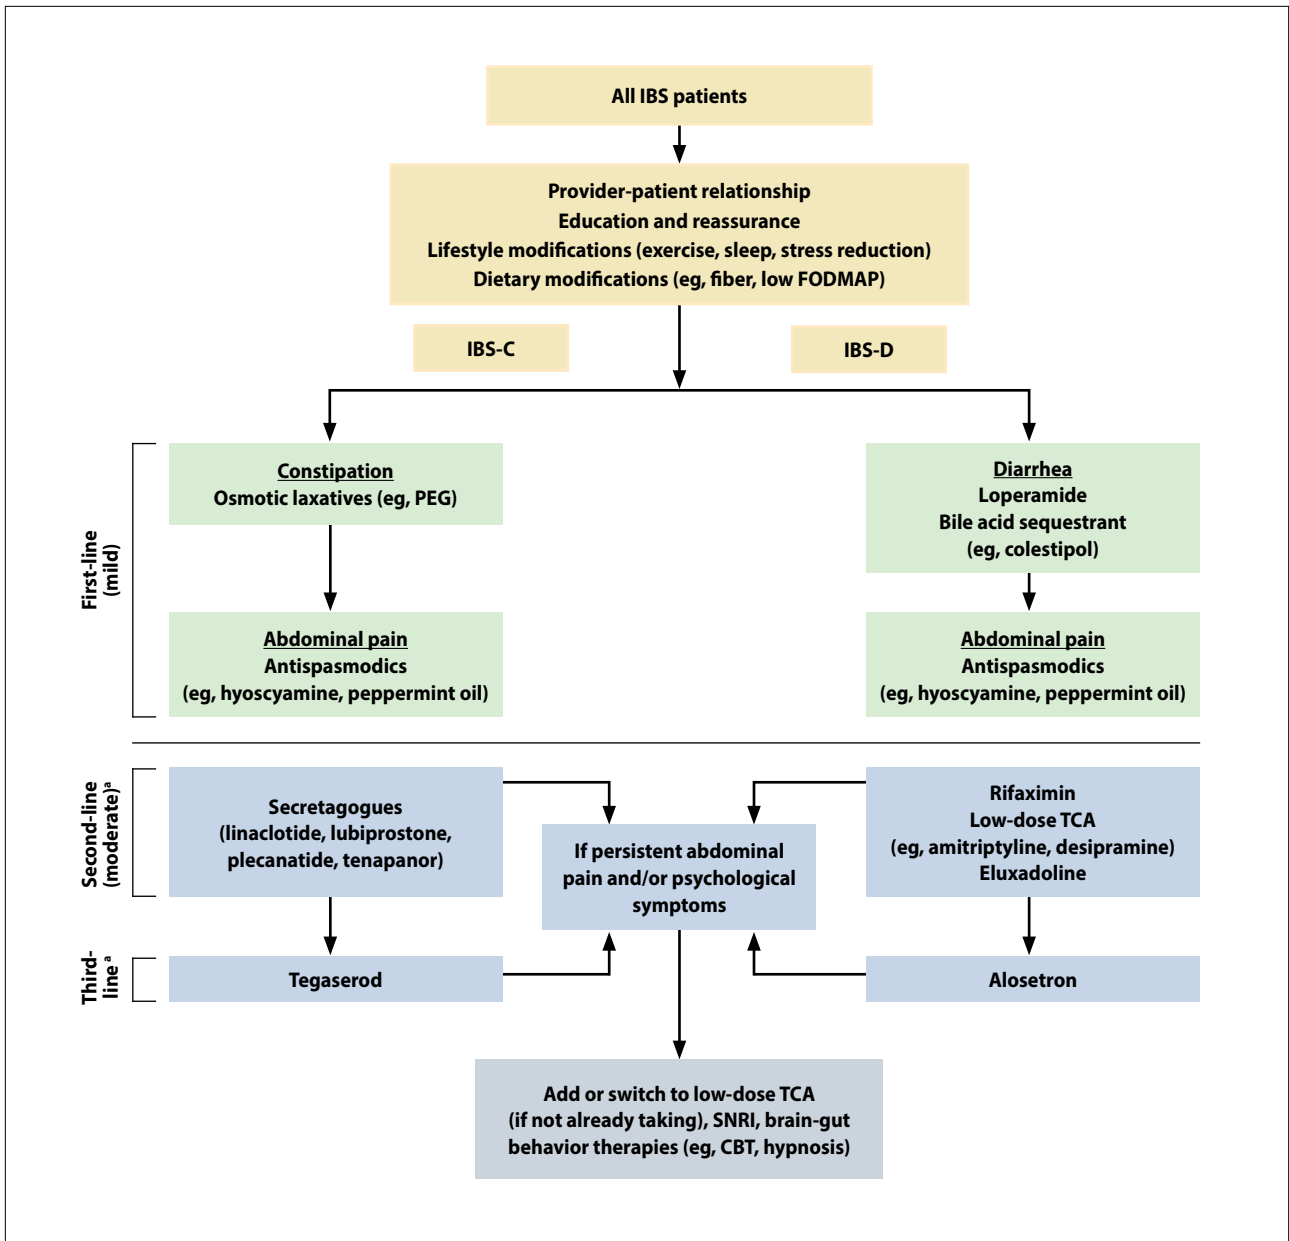 All IBS patients
Provider-patient relationship
Education and reassurance
Lifestyle modifications (exercise, sleep, stress reduction)
Dietary modifications (eg, fiber, low FODMAP)
IBS-C
IBS-D
First-line
(mild)
Constipation
Osmotic laxatives (eg, PEG)
Diarrhea
Loperamide
Bile acid sequestrant
(eg, colestipol)
Abdominal pain
Antispasmodics
(eg, hyoscyamine, peppermint oil)
Abdominal pain
Antispasmodics
(eg, hyoscyamine, peppermint oil)
Second-line
(moderate)ᵃ
Secretagogues
(linaclotide, lubiprostone,
plecanatide, tenapanor)
If persistent abdominal
pain and/or psychological
symptoms
Rifaximin
Low-dose TCA
(eg, amitriptyline, desipramine)
Eluxadoline
Third-
line ᵃ
Tegaserod
Alosetron
Add or switch to low-dose TCA
(if not already taking), SNRI, brain-gut
behavior therapies (eg, CBT, hypnosis)